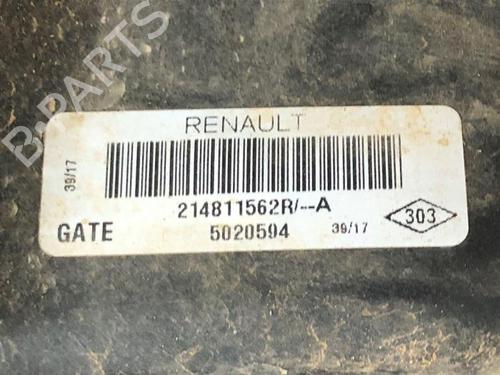 B-PARTS
RENAULT
39/17
214811562R/--A
303
GATE
5020594
39/17